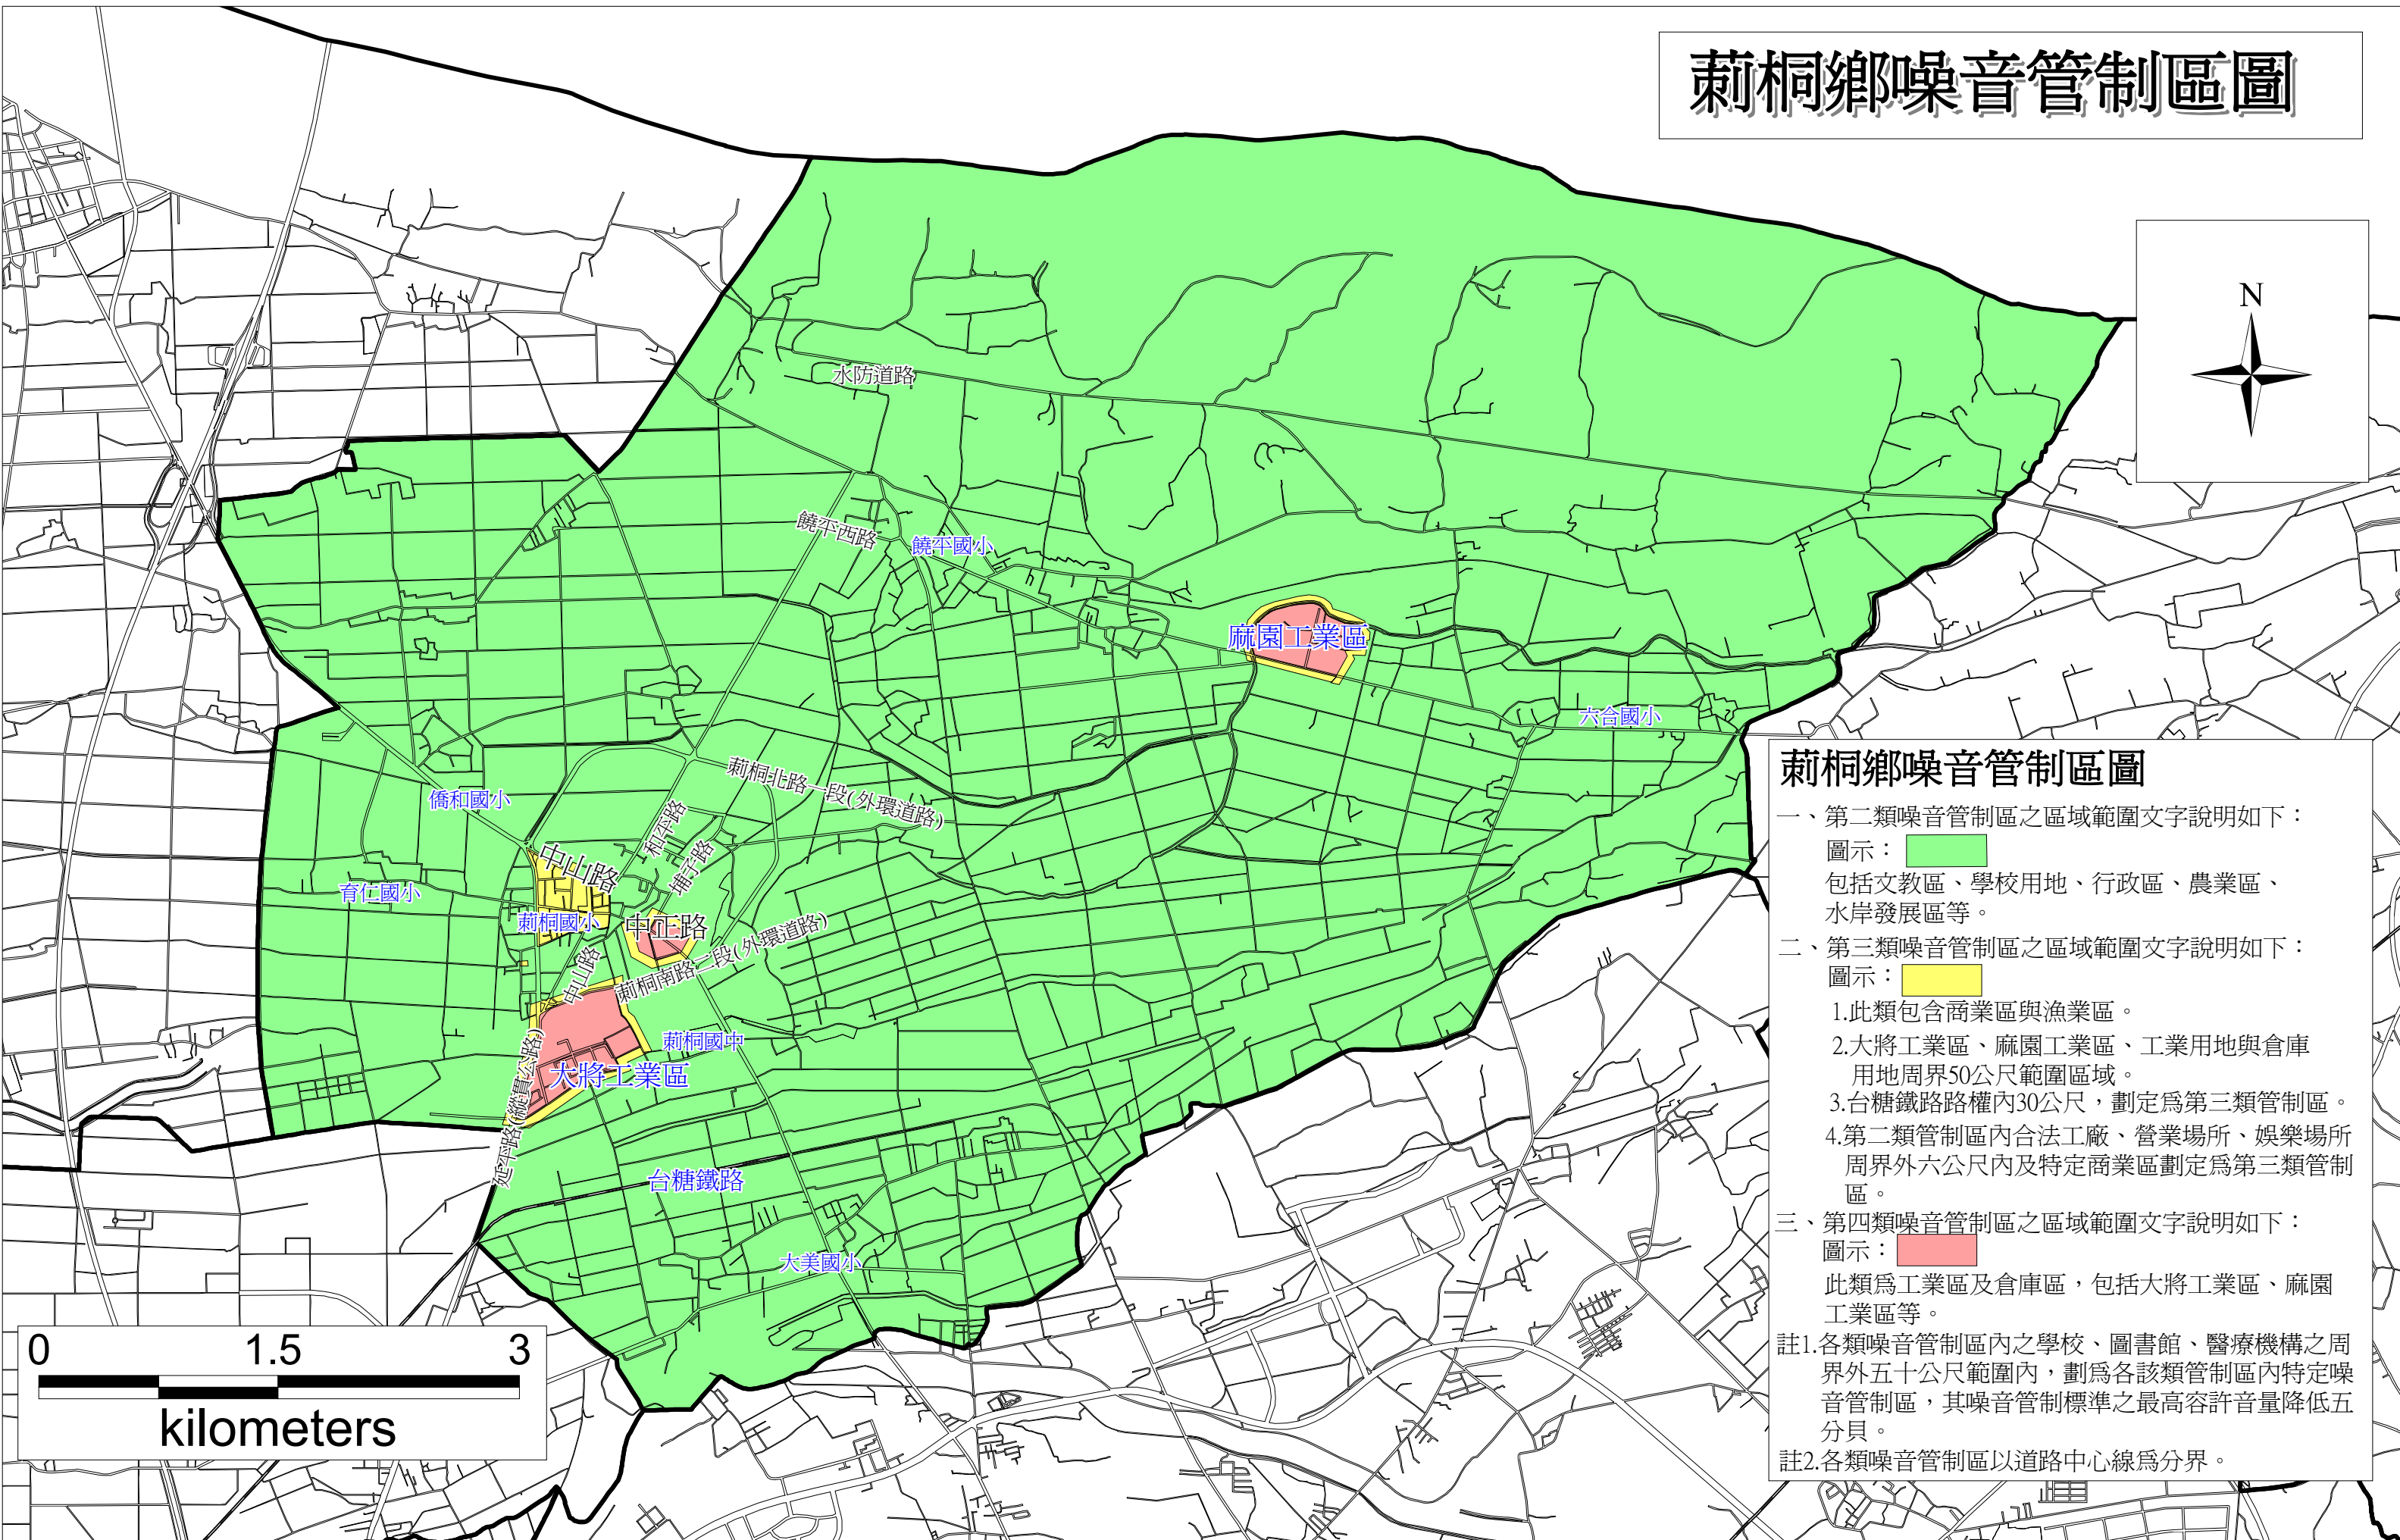 莿桐鄉噪音管制區圖
N
水防道路
饒平西路
饒平國小
麻園工業區
六合國小
莿桐北路一段(外環道路)
僑和國小
和平路
埔子路
中山路
育仁國小
莿桐國小
中正路
莿桐南路二段(外環道路)
中山路
莿桐國中
大將工業區
延平路(縱貫公路)
台糖鐵路
大美國小
0 1.5 3
kilometers
莿桐鄉噪音管制區圖
一、第二類噪音管制區之區域範圍文字說明如下：
圖示：
包括文教區、學校用地、行政區、農業區、
水岸發展區等。
二、第三類噪音管制區之區域範圍文字說明如下：
圖示：
1.此類包含商業區與漁業區。
2.大將工業區、麻園工業區、工業用地與倉庫
用地周界50公尺範圍區域。
3.台糖鐵路路權內30公尺，劃定為第三類管制區。
4.第二類管制區內合法工廠、營業場所、娛樂場所
周界外六公尺內及特定商業區劃定為第三類管制
區。
三、第四類噪音管制區之區域範圍文字說明如下：
圖示：
此類為工業區及倉庫區，包括大將工業區、麻園
工業區等。
註1.各類噪音管制區內之學校、圖書館、醫療機構之周
界外五十公尺範圍內，劃為各該類管制區內特定噪
音管制區，其噪音管制標準之最高容許音量降低五
分貝。
註2.各類噪音管制區以道路中心線為分界。